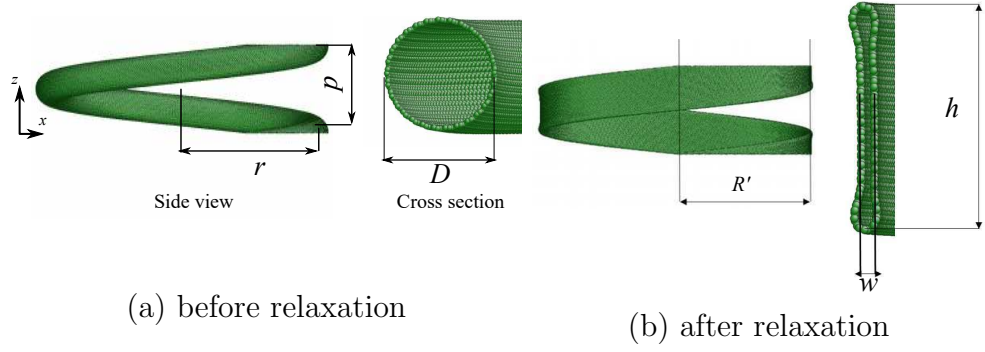 z
x
p
r
D
Side view
Cross section
R′
h
w
(a) before relaxation
(b) after relaxation